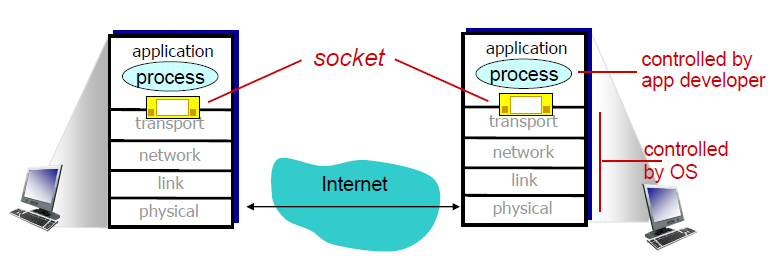 application
process
transport
network
link
physical
socket
Internet
application
process
transport
network
link
physical
controlled by
app developer
controlled
by OS